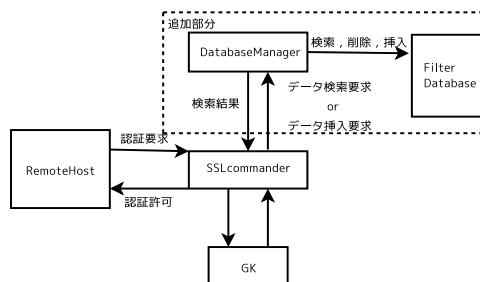 追加部分
DatabaseManager
検索，削除，挿入
Filter
Database
検索結果
データ検索要求
or
データ挿入要求
認証要求
RemoteHost
SSLcommander
認証許可
GK